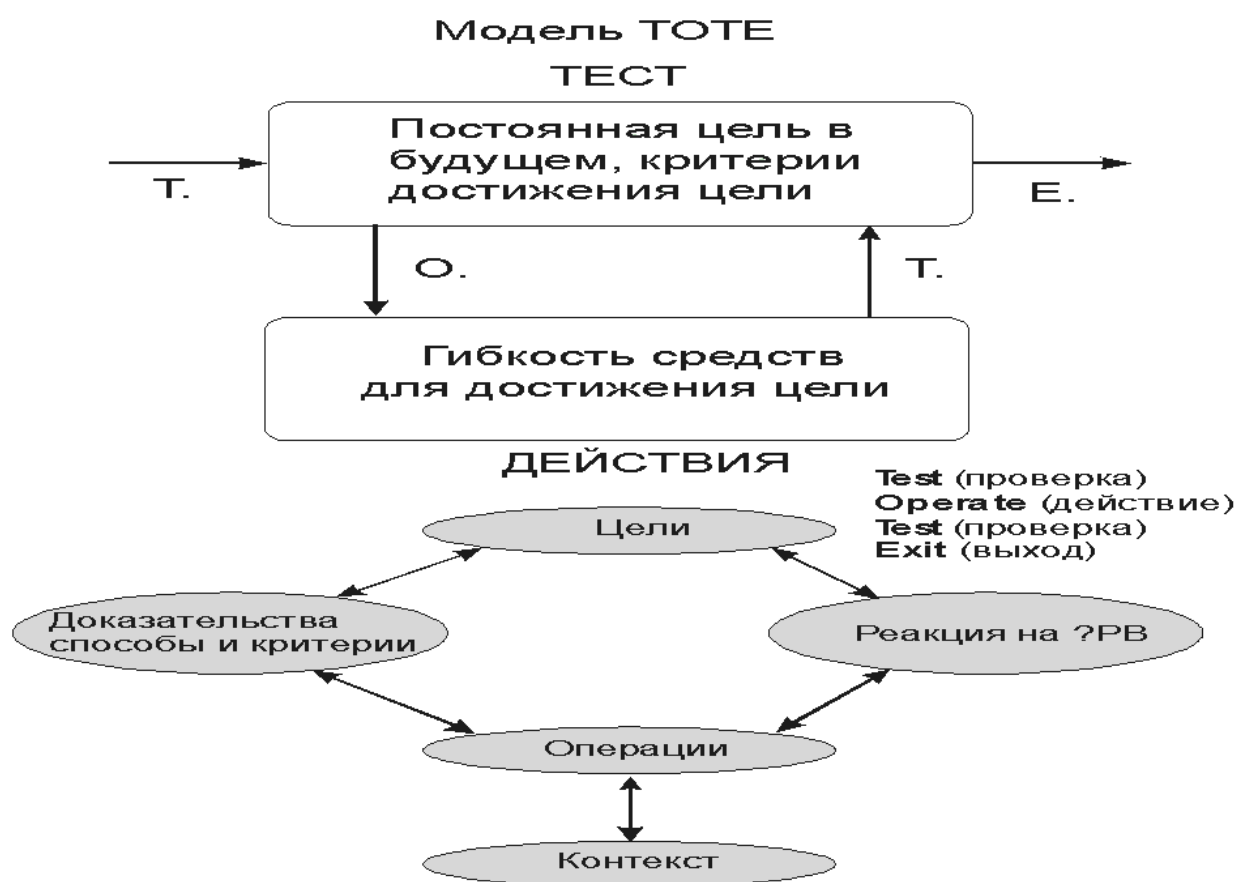 Модель TOTE
ТЕСТ
Постоянная цель в
будущем, критерии
достижения цели
Т.
Е.
О.
Т.
Гибкость средств
для достижения цели
ДЕЙСТВИЯ
Test (проверка)
Operate (действие)
Test (проверка)
Exit (выход)
Цели
Доказательства
способы и критерии
Реакция на ?РВ
Операции
Контекст